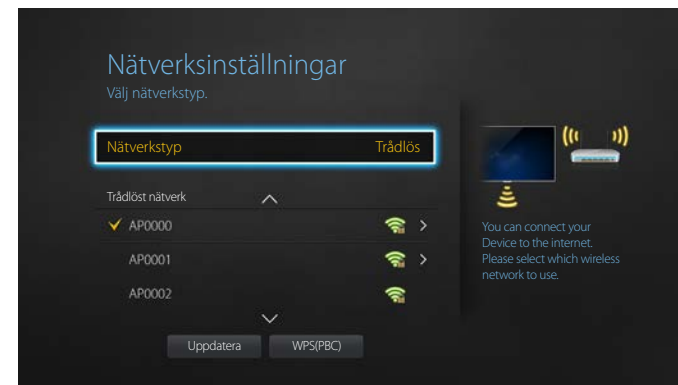 Nätverksinställningar
Välj nätverkstyp.
Nätverkstyp Trådlös
Trådlöst nätverk
AP0000
AP0001
AP0002
Uppdatera WPS(PBC)
You can connect your
Device to the internet.
Please select which wireless
network to use.